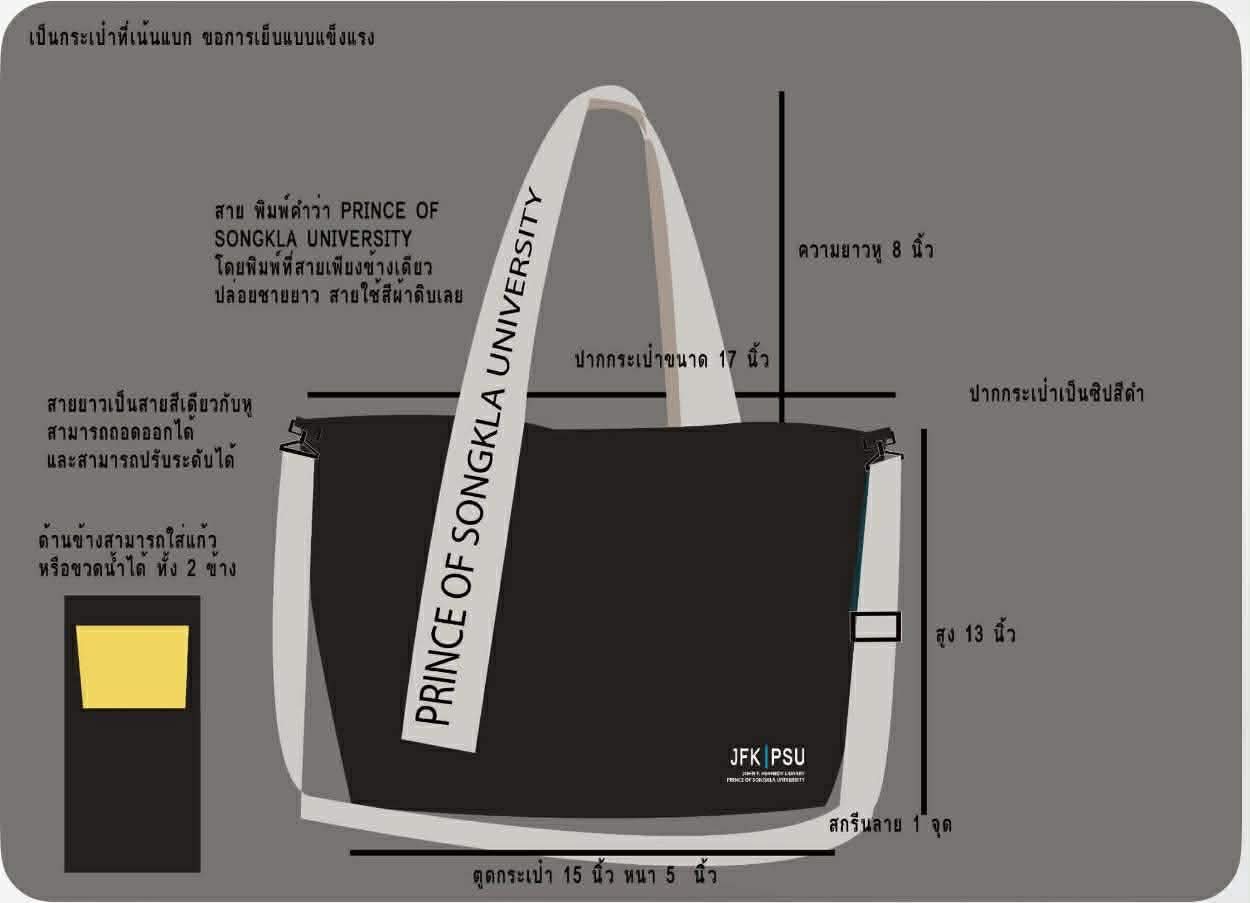 เป็นกระเป๋าที่เน้นแบก ขอการเย็บแบบแข็งแรง
สาย พิมพ์คำว่า PRINCE OF
SONGKLA UNIVERSITY
โดยพิมพ์ที่สายเพียงข้างเดียว
ปล่อยชายยาว สายใช้สีผ้าดิบเลย
ความยาวหู 8 นิ้ว
ปากกระเป๋าขนาด 17 นิ้ว
ปากกระเป๋าเป็นซิปสีดำ
สายยาวเป็นสายสีเดียวกับหู
สามารถถอดออกได้
และสามารถปรับระดับได้
PRINCE OF SONGKLA UNIVERSITY
ด้านข้างสามารถใส่แก้ว
หรือขวดน้ำได้ ทั้ง 2 ข้าง
สูง 13 นิ้ว
JFK|PSU
JOHN F. KENNEDY LIBRARY
PRINCE OF SONGKLA UNIVERSITY
สกรีนลาย 1 จุด
ตูดกระเป๋า 15 นิ้ว หนา 5 นิ้ว